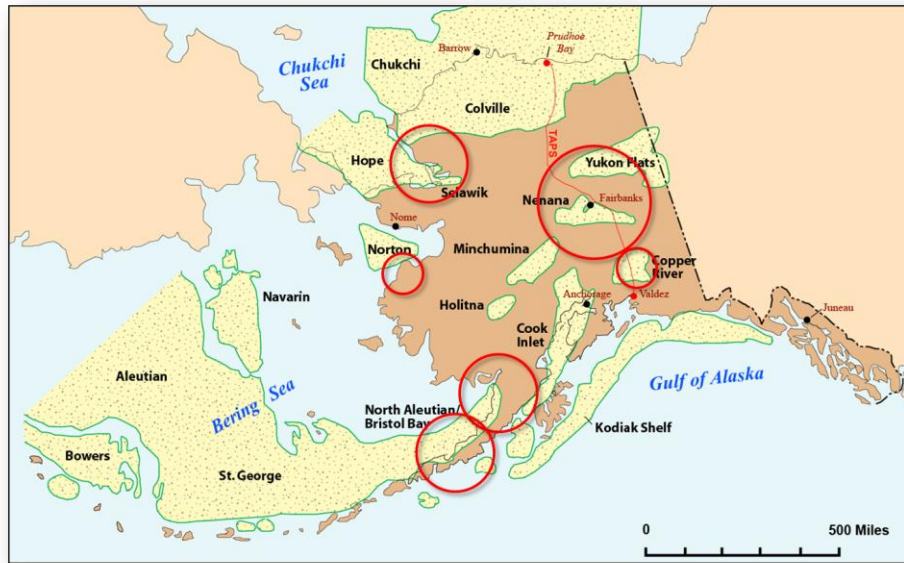 Prudhoe
Bay
Barrow
Chukchi
Sea
Chukchi
Colville
TAPS
Hope
Yukon Flats
Selawik
Nenana
Fairbanks
Nome
Norton
Minchumina
Copper
River
Navarin
Holitna
Anchorage
Valdez
Juneau
Cook
Inlet
Aleutian
Bering Sea
Gulf of Alaska
North Aleutian/
Bristol Bay
Kodiak Shelf
Bowers
St. George
0
500 Miles